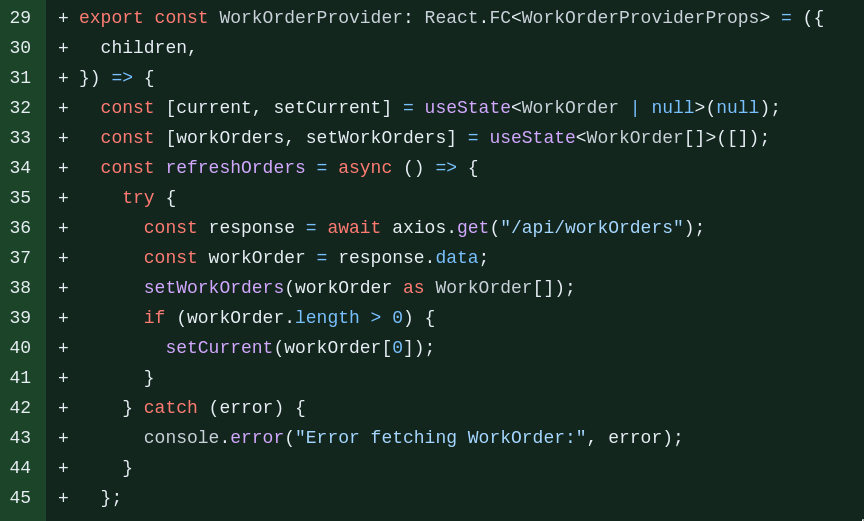 29 + export const WorkOrderProvider: React.FC<WorkOrderProviderProps> = ({
30 +   children,
31 + }) => {
32 +   const [current, setCurrent] = useState<WorkOrder | null>(null);
33 +   const [workOrders, setWorkOrders] = useState<WorkOrder[]>([]);
34 +   const refreshOrders = async () => {
35 +     try {
36 +       const response = await axios.get("/api/workOrders");
37 +       const workOrder = response.data;
38 +       setWorkOrders(workOrder as WorkOrder[]);
39 +       if (workOrder.length > 0) {
40 +         setCurrent(workOrder[0]);
41 +       }
42 +     } catch (error) {
43 +       console.error("Error fetching WorkOrder:", error);
44 +     }
45 +   };